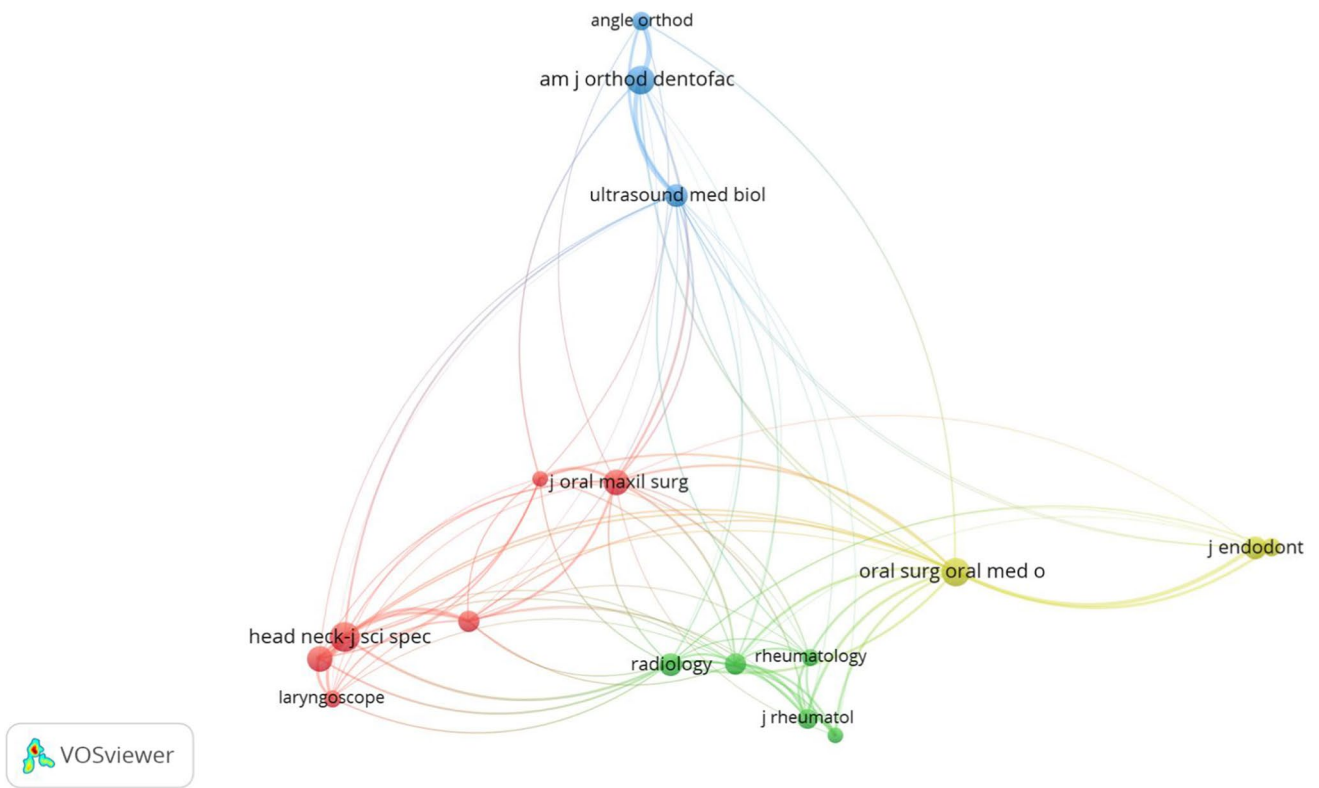 angle orthod
am j orthod dentofac
ultrasound med biol
j oral maxil surg
j endodont
oral surg oral med o
head neck-j sci spec
rheumatology
radiology
laryngoscope
j rheumatol
VOSviewer